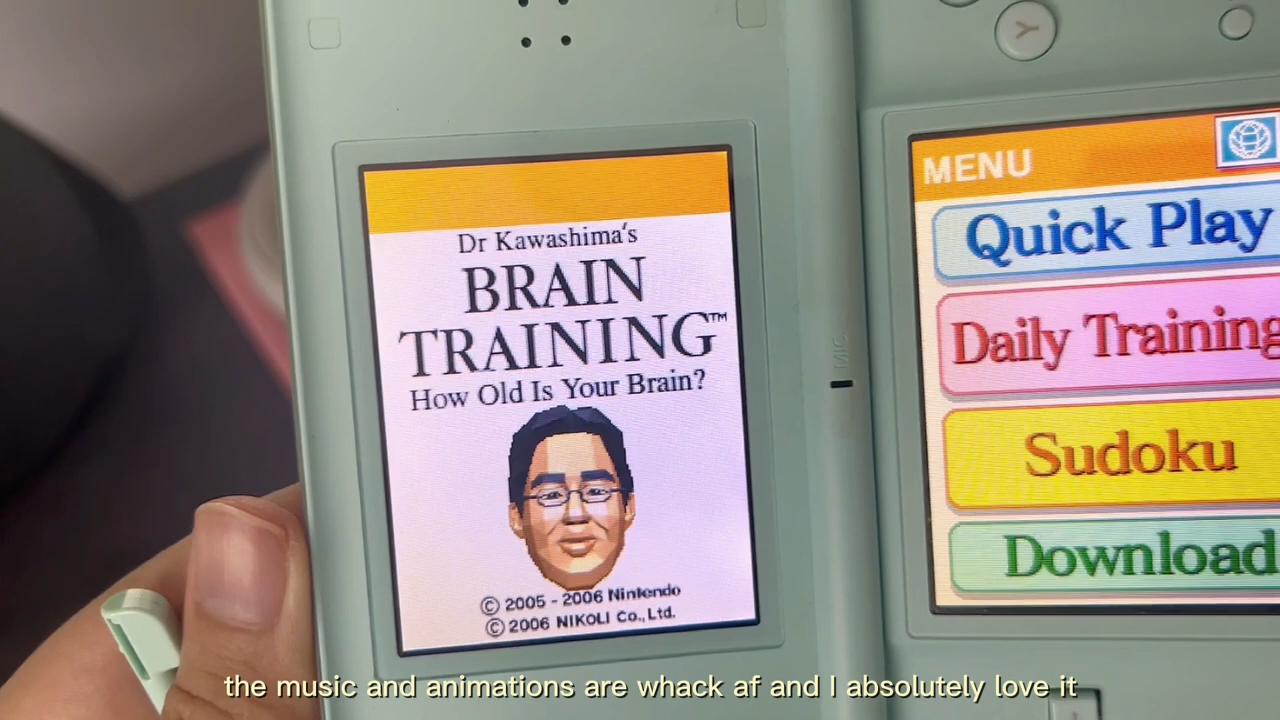 Y
MIC
Dr Kawashima's
BRAIN
TRAINING™
How Old Is Your Brain?
© 2005 - 2006 Nintendo
© 2006 NIKOLI Co., Ltd.
MENU
Quick Play
Daily Training
Sudoku
Download
the music and animations are whack af and I absolutely love it